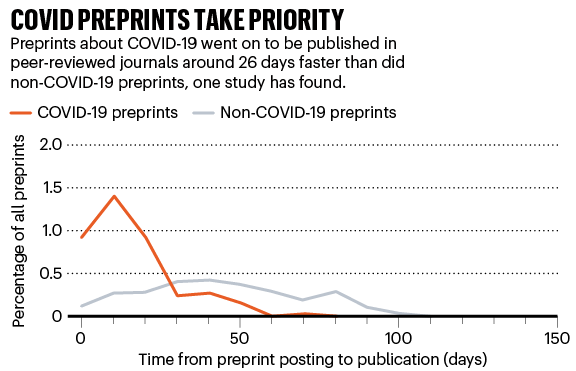 COVID PREPRINTS TAKE PRIORITY
Preprints about COVID-19 went on to be published in
peer-reviewed journals around 26 days faster than did
non-COVID-19 preprints, one study has found.
COVID-19 preprints
Non-COVID-19 preprints
Percentage of all preprints
2.0
1.5
1.0
0.5
0
0
50
100
150
Time from preprint posting to publication (days)